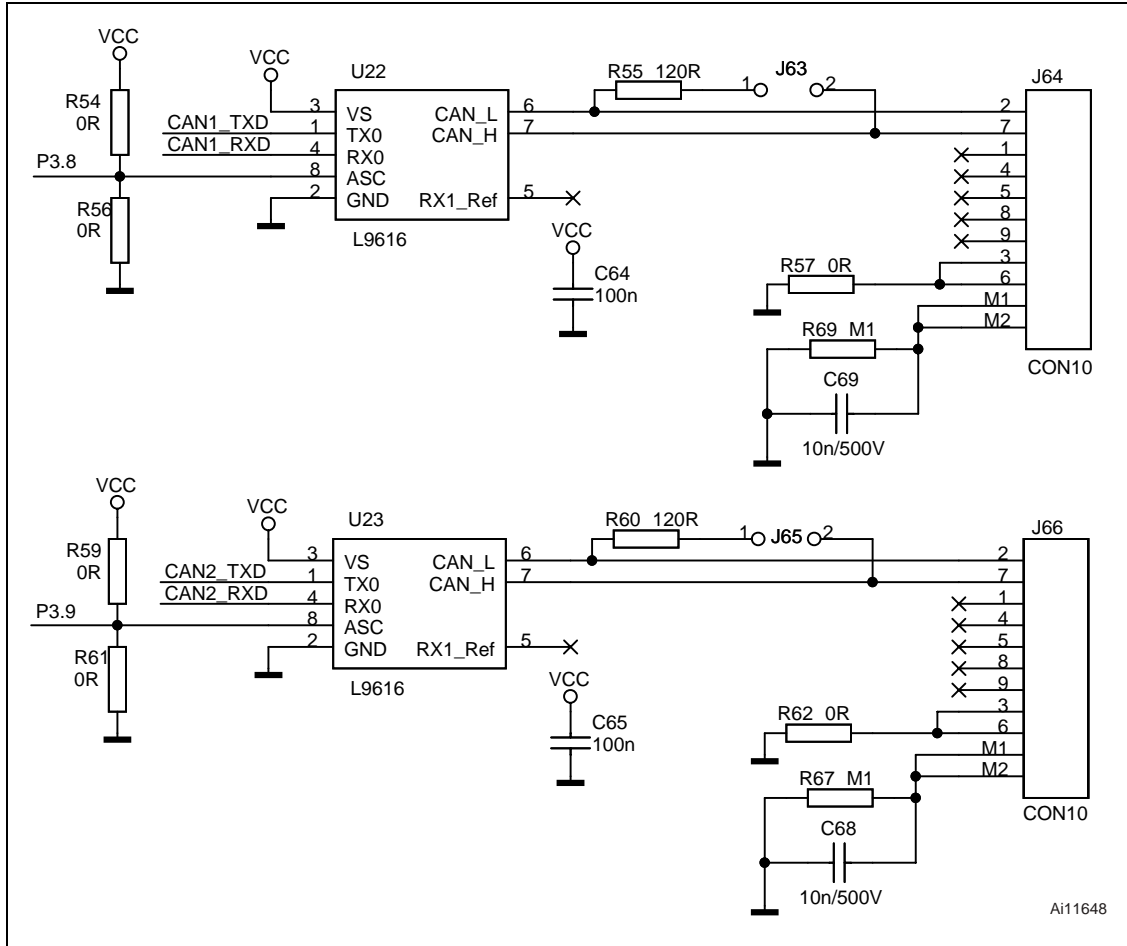 VCC
VCC
U22
R55 120R
1 J63 2
J64
R54
0R
3 VS CAN_L 6
2
CAN1_TXD 1 TX0 CAN_H 7
7
CAN1_RXD 4 RX0
1
P3.8
8 ASC
4
2 GND RX1_Ref 5
5
R56
0R
8
9
L9616
VCC
C64
100n
3
R57 0R
6
M1
M2
R69 M1
CON10
C69
10n/500V
VCC
VCC
U23
R60 120R
1 J65 2
J66
R59
0R
3 VS CAN_L 6
2
CAN2_TXD 1 TX0 CAN_H 7
7
CAN2_RXD 4 RX0
1
P3.9
8 ASC
4
2 GND RX1_Ref 5
5
R61
0R
8
9
L9616
VCC
C65
100n
3
R62 0R
6
M1
M2
R67 M1
CON10
C68
10n/500V
Ai11648